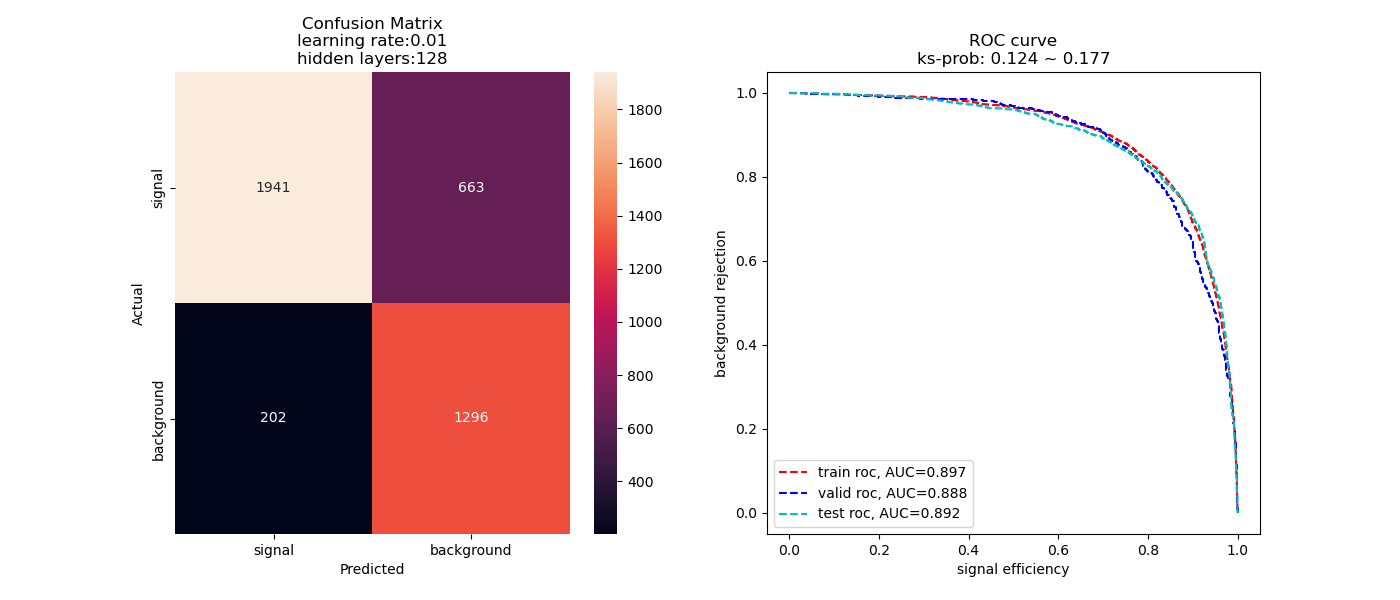 Confusion Matrix
learning rate:0.01
hidden layers:128
signal
background
Actual
1941
663
202
1296
signal
background
Predicted
1800
1600
1400
1200
1000
800
600
400
ROC curve
ks-prob: 0.124 ~ 0.177
background rejection
1.0
0.8
0.6
0.4
0.2
0.0
train roc, AUC=0.897
valid roc, AUC=0.888
test roc, AUC=0.892
0.0
0.2
0.4
0.6
0.8
1.0
signal efficiency